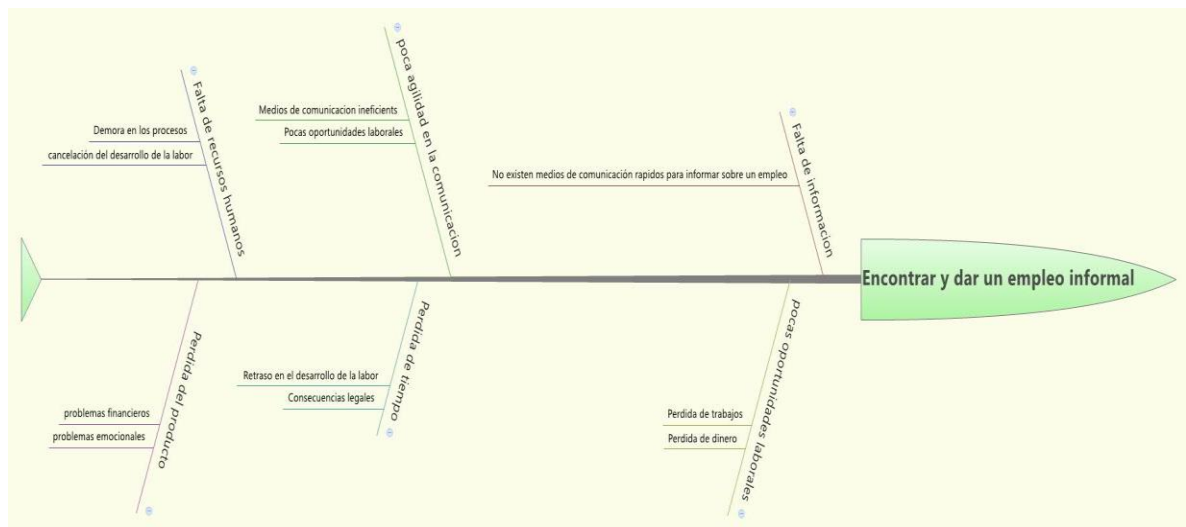 Falta de recursos humanos
Demora en los procesos
cancelación del desarrollo de la labor
poca agilidad en la comunicacion
Medios de comunicacion ineficients
Pocas oportunidades laborales
Falta de informacion
No existen medios de comunicación rapidos para informar sobre un empleo
Encontrar y dar un empleo informal
Perdida del producto
problemas financieros
problemas emocionales
Perdida de tiempo
Retraso en el desarrollo de la labor
Consecuencias legales
pocas oportunidades laborales
Perdida de trabajos
Perdida de dinero